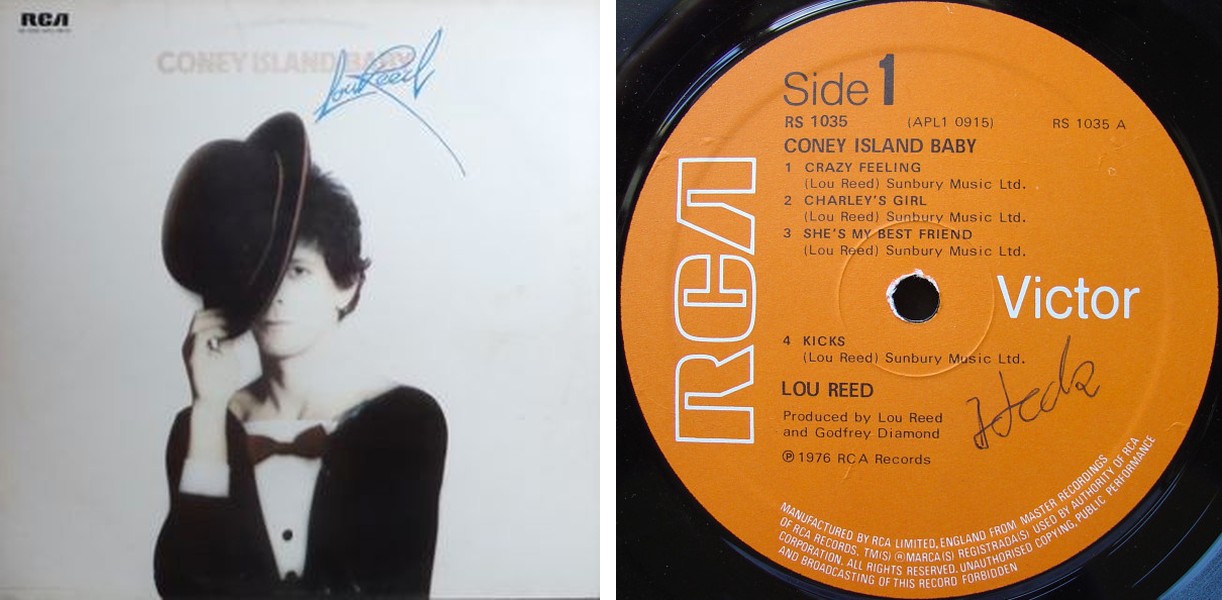 RCA
CONEY ISLAND BABY
Lou Reed
Side 1
RS 1035 (APL1 0915) RS 1035 A
CONEY ISLAND BABY
1 CRAZY FEELING
(Lou Reed) Sunbury Music Ltd.
2 CHARLEY'S GIRL
(Lou Reed) Sunbury Music Ltd.
3 SHE'S MY BEST FRIEND
(Lou Reed) Sunbury Music Ltd.
RCA
Victor
4 KICKS
(Lou Reed) Sunbury Music Ltd.
LOU REED
Produced by Lou Reed
and Godfrey Diamond
℗ 1976 RCA Records
MANUFACTURED BY RCA LIMITED, ENGLAND FROM MASTER RECORDINGS
OF RCA RECORDS. TM(S) ® MARCA(S) REGISTRADA(S) USED BY AUTHORITY OF RCA
CORPORATION. ALL RIGHTS RESERVED. UNAUTHORISED COPYING, PUBLIC PERFORMANCE
AND BROADCASTING OF THIS RECORD FORBIDDEN